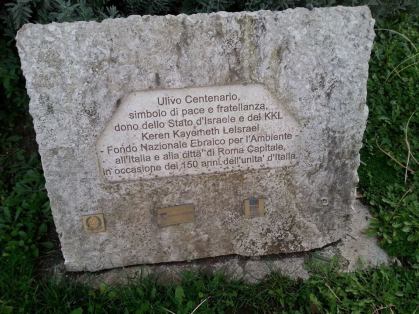 Ulivo Centenario,
simbolo di pace e fratellanza,
dono dello Stato d'Israele e del KKL
Keren Kayemeth LeIsrael
- Fondo Nazionale Ebraico per l'Ambiente -
all'Italia e alla citta' di Roma Capitale,
in occasione dei 150 anni dell'unita' d'Italia.